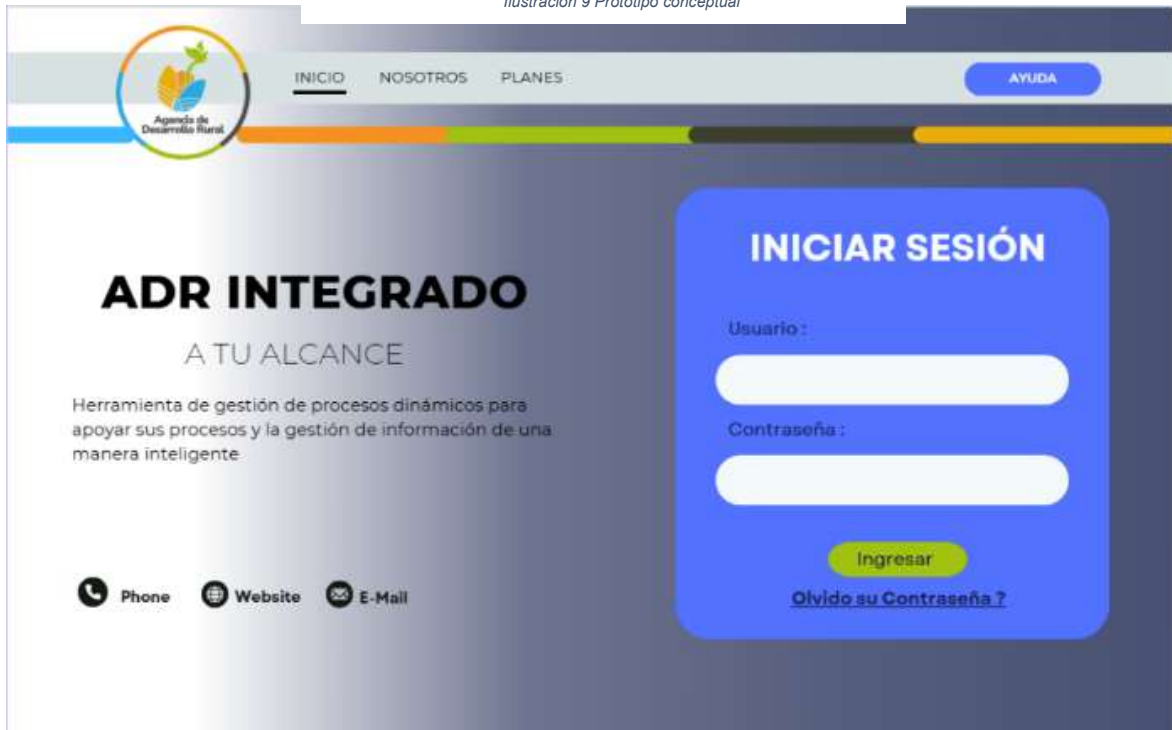 Ilustración 9 Prototipo conceptual
INICIO NOSOTROS PLANES
AYUDA
Agencia de
Desarrollo Rural
INICIAR SESIÓN
ADR INTEGRADO
A TU ALCANCE
Herramienta de gestión de procesos dinámicos para
apoyar sus procesos y la gestión de información de una
manera inteligente
Usuario :
Contraseña :
Ingresar
Olvido su Contraseña ?
Phone Website E-Mail